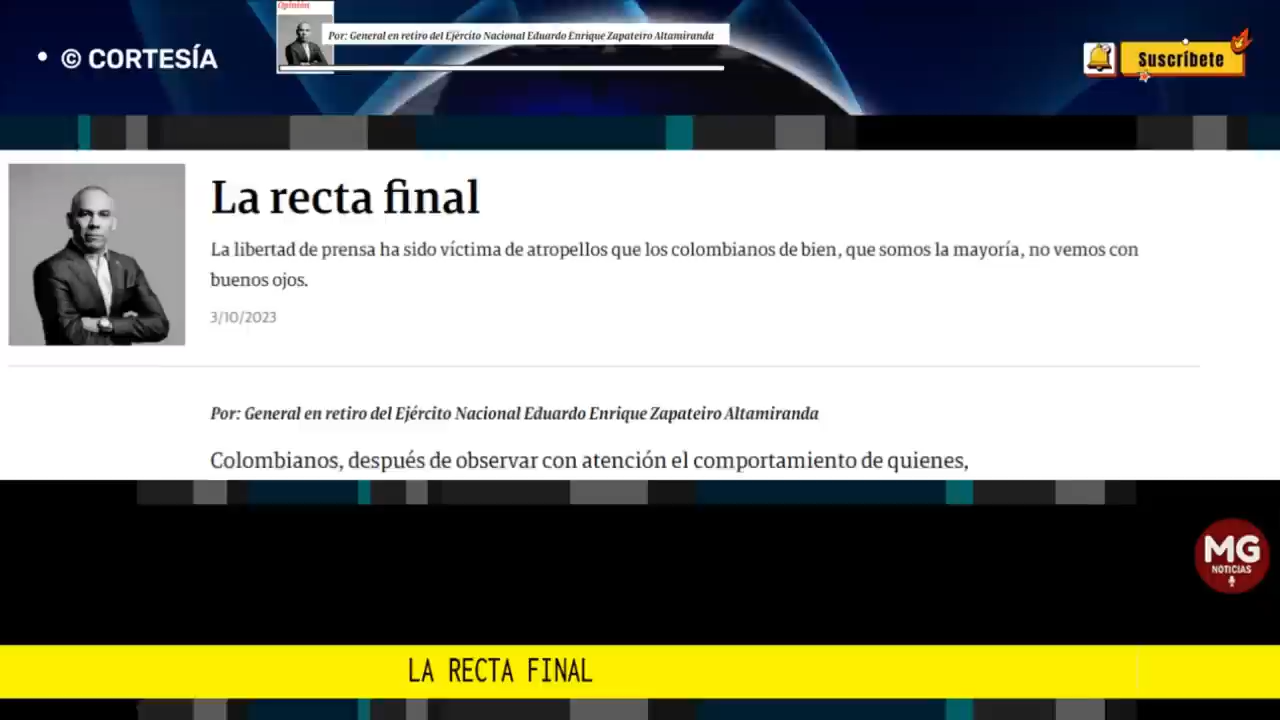 Opinión
Por: General en retiro del Ejército Nacional Eduardo Enrique Zapateiro Altamiranda
• © CORTESÍA
Suscríbete
La recta final
La libertad de prensa ha sido víctima de atropellos que los colombianos de bien, que somos la mayoría, no vemos con
buenos ojos.
3/10/2023
Por: General en retiro del Ejército Nacional Eduardo Enrique Zapateiro Altamiranda
Colombianos, después de observar con atención el comportamiento de quienes,
MG
NOTICIAS
LA RECTA FINAL